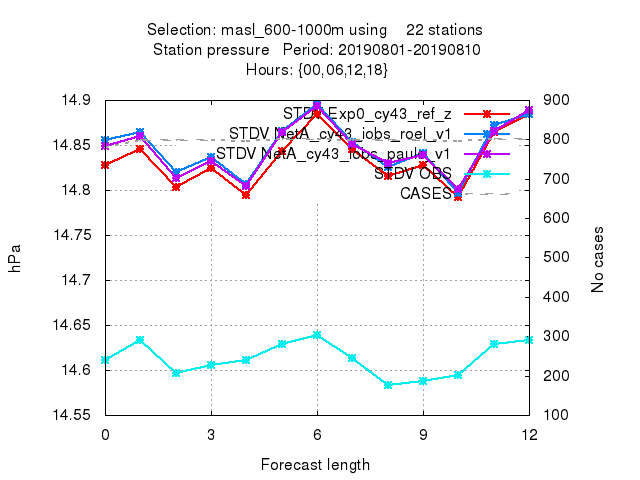 Selection: masl_600-1000m using 22 stations
Station pressure Period: 20190801-20190810
Hours: {00,06,12,18}
STDV Exp0_cy43_ref_z
STDV NetA_cy43_iobs_roel_v1
STDV NetA_cy43_iobs_paulo_v1
STDV OBS
CASES
14.9
14.85
14.8
14.75
14.7
14.65
14.6
14.55
hPa
900
800
700
600
500
400
300
200
100
No cases
0 3 6 9 12
Forecast length